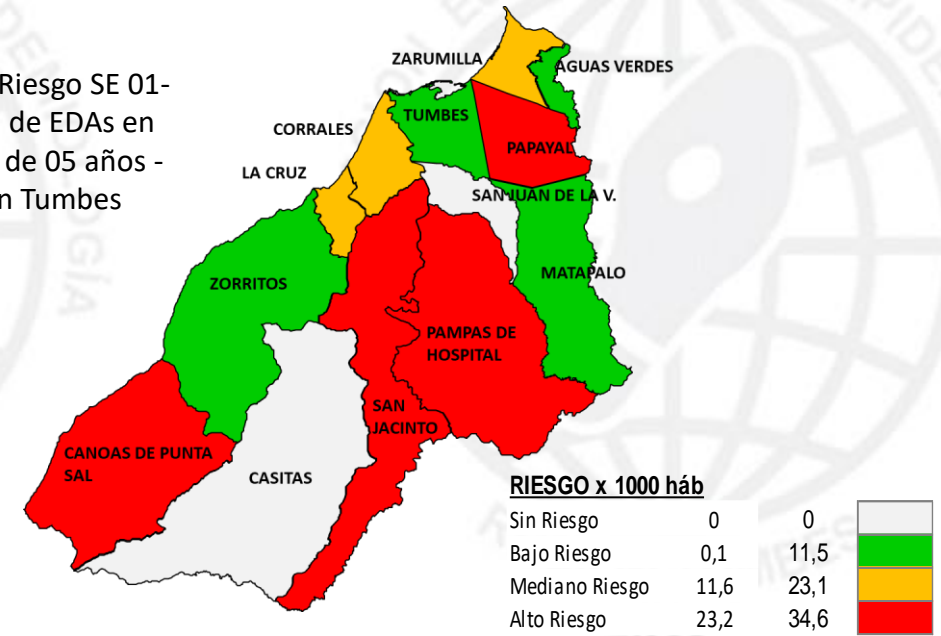 Riesgo SE 01-
de EDAs en
de 05 años -
n Tumbes
ZARUMILLA
AGUAS VERDES
TUMBES
CORRALES
PAPAYAL
LA CRUZ
SAN JUAN DE LA V.
MATAPALO
ZORRITOS
PAMPAS DE
HOSPITAL
SAN
JACINTO
CANOAS DE PUNTA
SAL
CASITAS
RIESGO x 1000 háb
Sin Riesgo 0 0
Bajo Riesgo 0,1 11,5
Mediano Riesgo 11,6 23,1
Alto Riesgo 23,2 34,6